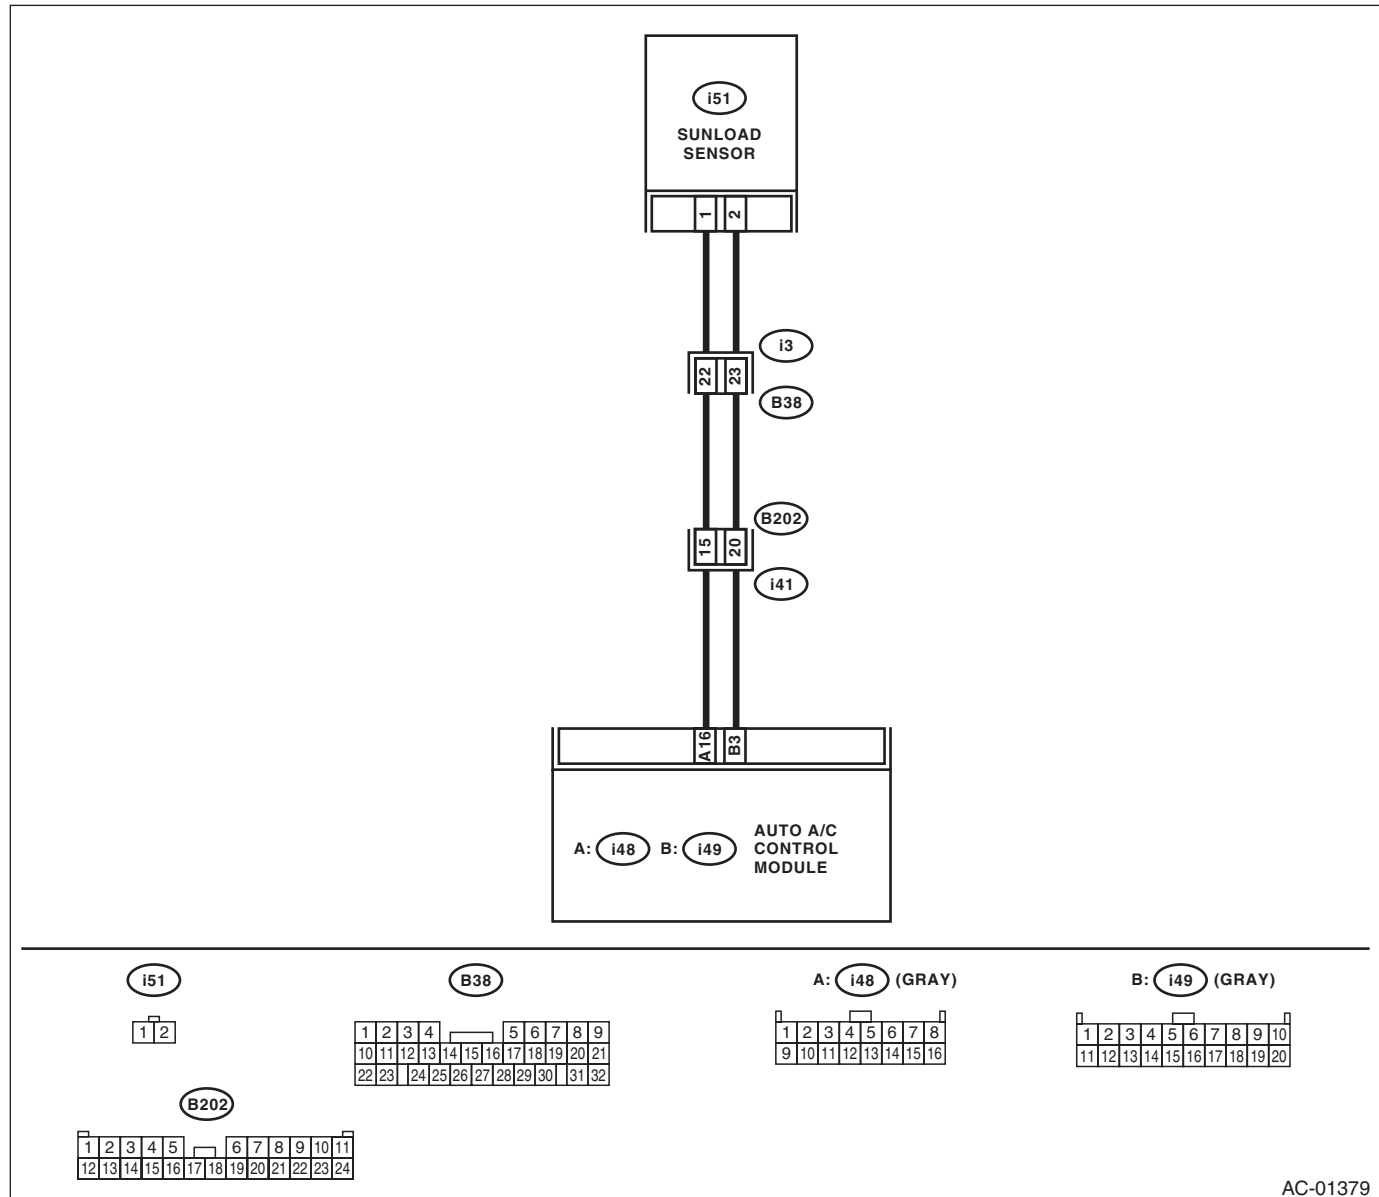 i51
SUNLOAD
SENSOR
1 2
i3
22 23
B38
B202
15 20
i41
A16 B3
A: i48 B: i49
AUTO A/C
CONTROL
MODULE
i51
1 2
B38
1 2 3 4 5 6 7 8 9
10 11 12 13 14 15 16 17 18 19 20 21
22 23 24 25 26 27 28 29 30 31 32
A: i48 (GRAY)
1 2 3 4 5 6 7 8
9 10 11 12 13 14 15 16
B: i49 (GRAY)
1 2 3 4 5 6 7 8 9 10
11 12 13 14 15 16 17 18 19 20
B202
1 2 3 4 5 6 7 8 9 10 11
12 13 14 15 16 17 18 19 20 21 22 23 24
AC-01379